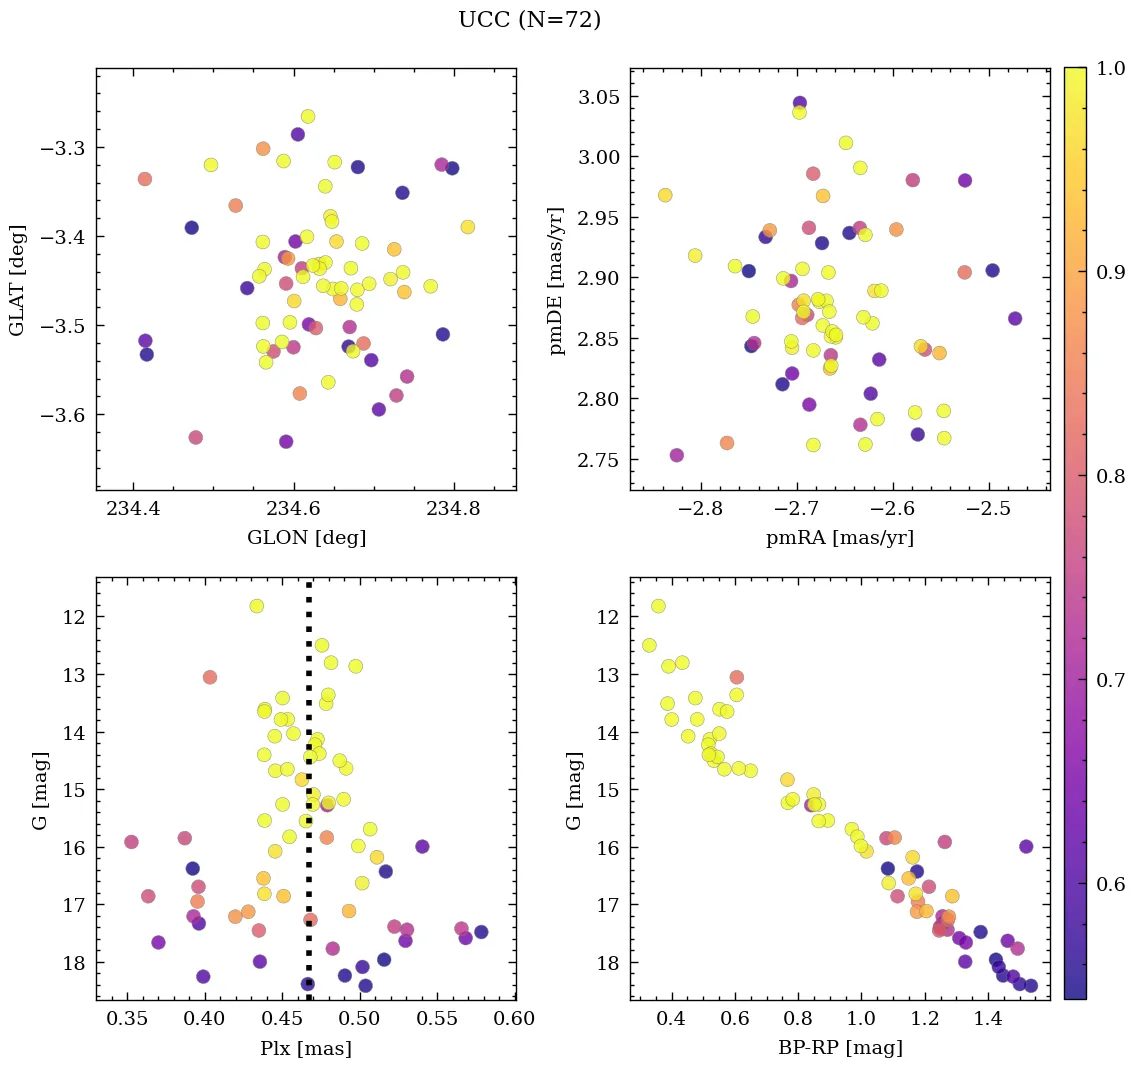 UCC (N=72)
−3.3
−3.4
−3.5
−3.6
GLAT [deg]
234.4 234.6 234.8
GLON [deg]
3.05
3.00
2.95
2.90
2.85
2.80
2.75
pmDE [mas/yr]
−2.8 −2.7 −2.6 −2.5
pmRA [mas/yr]
1.0
0.9
0.8
0.7
0.6
12
13
14
15
16
17
18
G [mag]
0.35 0.40 0.45 0.50 0.55 0.60
Plx [mas]
12
13
14
15
16
17
18
G [mag]
0.4 0.6 0.8 1.0 1.2 1.4
BP-RP [mag]